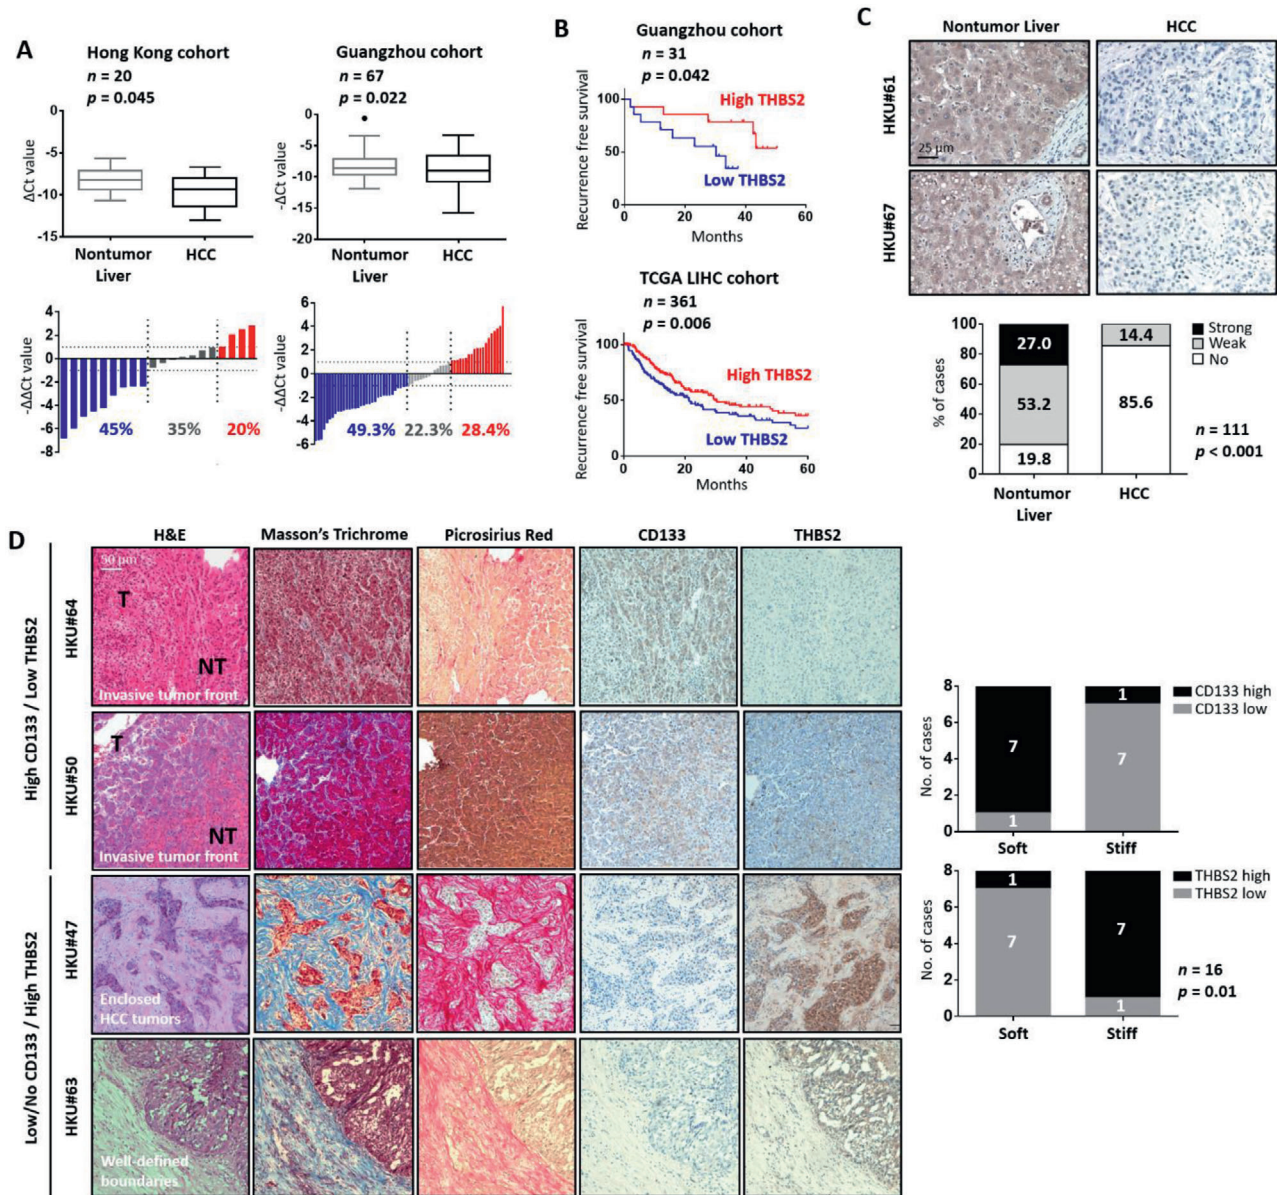 A
Hong Kong cohort
n = 20
p = 0.045
-ΔCt value
0
-5
-10
-15
Nontumor
Liver
HCC
Guangzhou cohort
n = 67
p = 0.022
-ΔCt value
0
-5
-10
-15
-20
Nontumor
Liver
HCC
-ΔΔCt value
4
2
0
-2
-4
-6
-8
45%
35%
20%
-ΔΔCt value
6
4
2
0
-2
-4
-6
49.3%
22.3%
28.4%
B
Guangzhou cohort
n = 31
p = 0.042
Recurrence free survival
100
50
0
High THBS2
Low THBS2
0 20 40 60
Months
TCGA LIHC cohort
n = 361
p = 0.006
Recurrence free survival
100
50
0
High THBS2
Low THBS2
0 20 40 60
Months
C
Nontumor Liver
HCC
HKU#61
25 μm
HKU#67
% of cases
100
80
60
40
20
0
27.0
53.2
19.8
14.4
85.6
Strong
Weak
No
n = 111
p < 0.001
Nontumor
Liver
HCC
D
H&E
Masson's Trichrome
Picrosirius Red
CD133
THBS2
High CD133 / Low THBS2
HKU#64
50 μm
T
NT
Invasive tumor front
HKU#50
T
NT
Invasive tumor front
Low/No CD133 / High THBS2
HKU#47
Enclosed
HCC tumors
HKU#63
Well-defined
boundaries
No. of cases
8
6
4
2
0
7
1
1
7
CD133 high
CD133 low
Soft
Stiff
No. of cases
8
6
4
2
0
1
7
7
1
THBS2 high
THBS2 low
n = 16
p = 0.01
Soft
Stiff